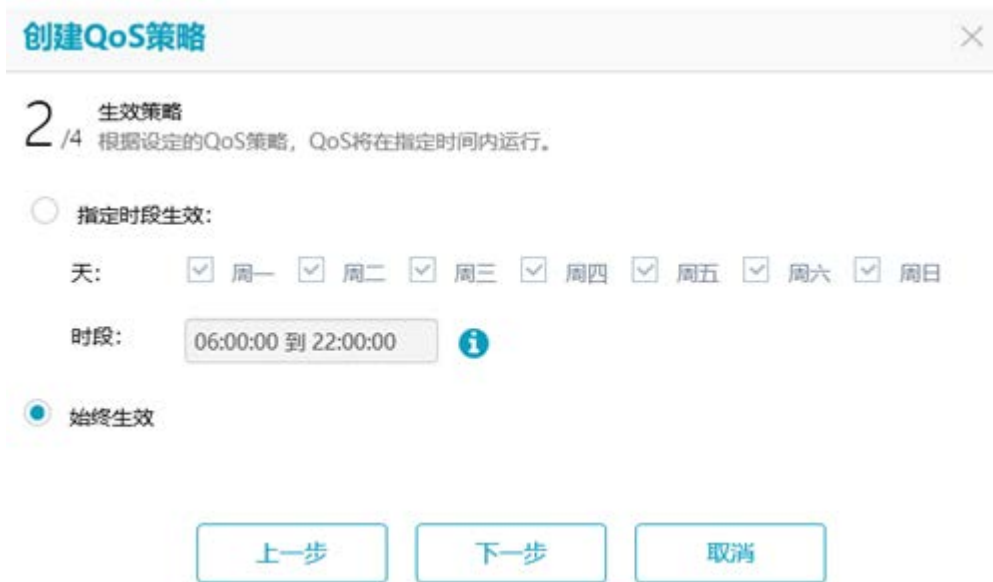 创建QoS策略
2/4 生效策略
根据设定的QoS策略，QoS将在指定时间内运行。
指定时段生效：
天： 周一 周二 周三 周四 周五 周六 周日
时段： 06:00:00 到 22:00:00
始终生效
上一步 下一步 取消